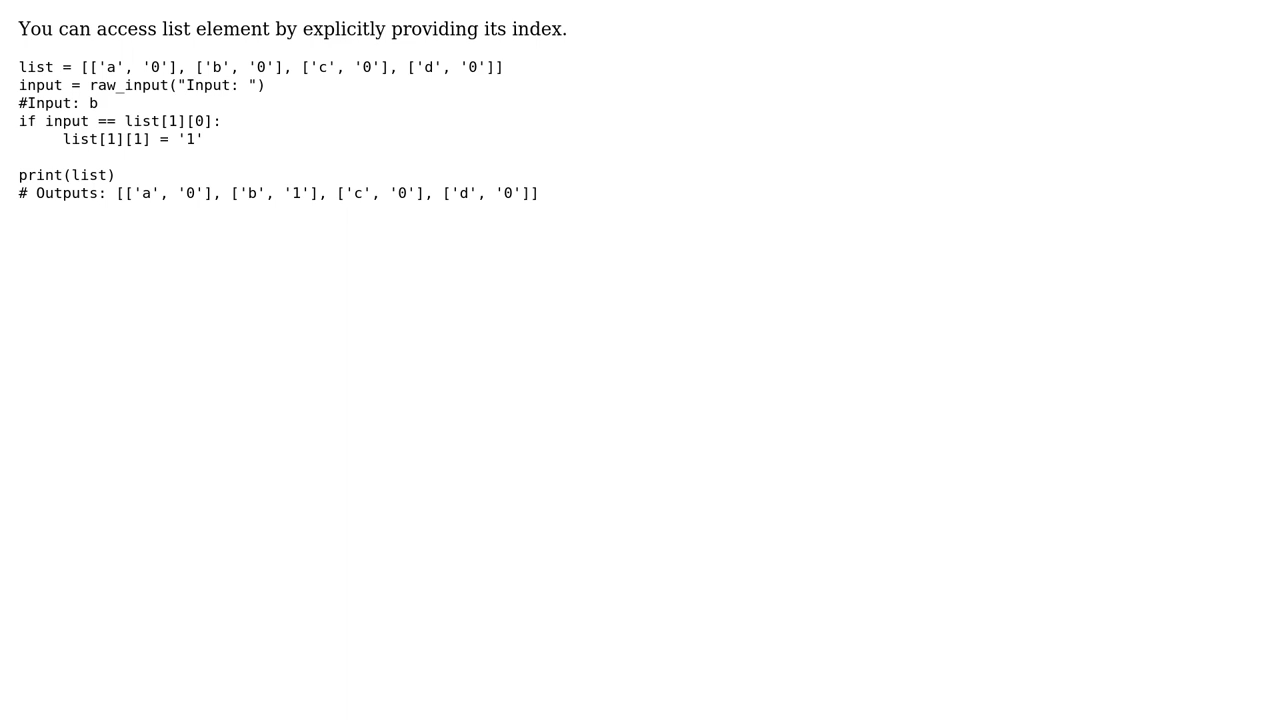 You can access list element by explicitly providing its index.
list = [['a', '0'], ['b', '0'], ['c', '0'], ['d', '0']]
input = raw_input("Input: ")
#Input: b
if input == list[1][0]:
     list[1][1] = '1'
print(list)
# Outputs: [['a', '0'], ['b', '1'], ['c', '0'], ['d', '0']]